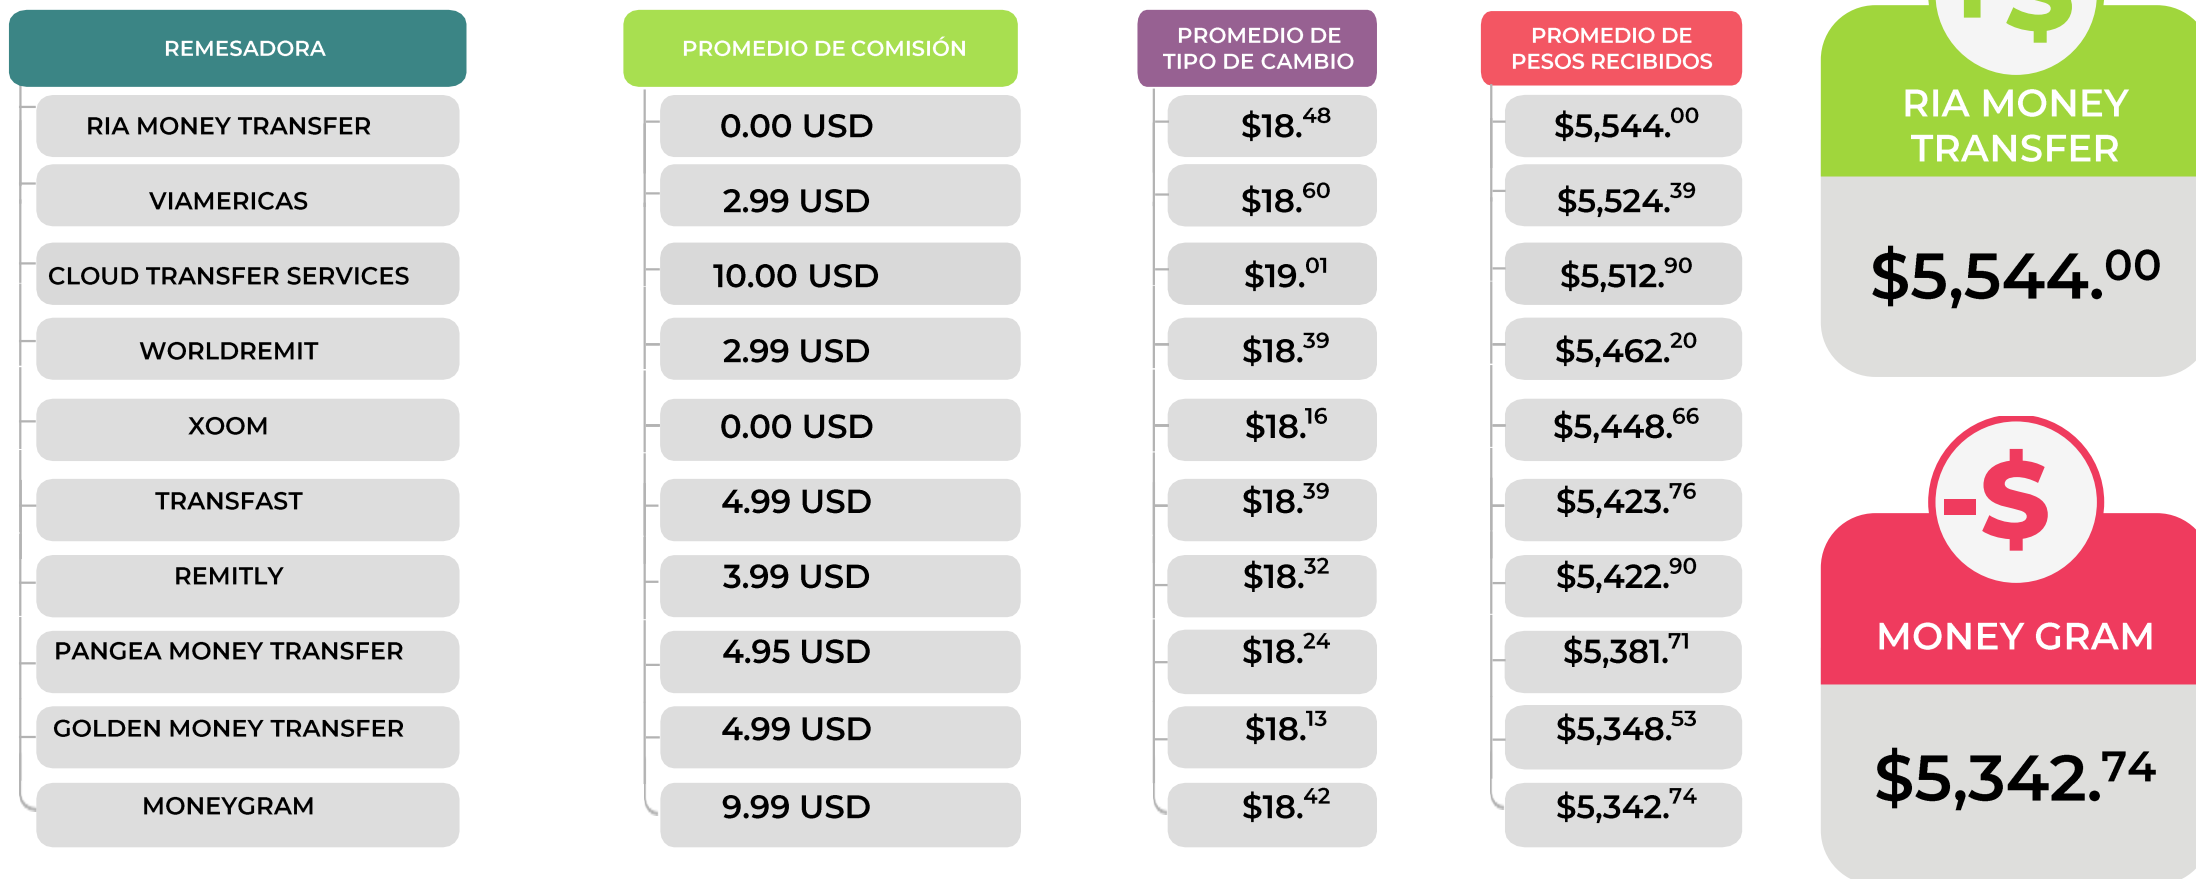 REMESADORA
PROMEDIO DE COMISIÓN
PROMEDIO DE
TIPO DE CAMBIO
PROMEDIO DE
PESOS RECIBIDOS
RIA MONEY TRANSFER 0.00 USD $18.48 $5,544.00
VIAMERICAS 2.99 USD $18.60 $5,524.39
CLOUD TRANSFER SERVICES 10.00 USD $19.01 $5,512.90
WORLDREMIT 2.99 USD $18.39 $5,462.20
XOOM 0.00 USD $18.16 $5,448.66
TRANSFAST 4.99 USD $18.39 $5,423.76
REMITLY 3.99 USD $18.32 $5,422.90
PANGEA MONEY TRANSFER 4.95 USD $18.24 $5,381.71
GOLDEN MONEY TRANSFER 4.99 USD $18.13 $5,348.53
MONEYGRAM 9.99 USD $18.42 $5,342.74
+$
RIA MONEY
TRANSFER
$5,544.00
-$
MONEY GRAM
$5,342.74